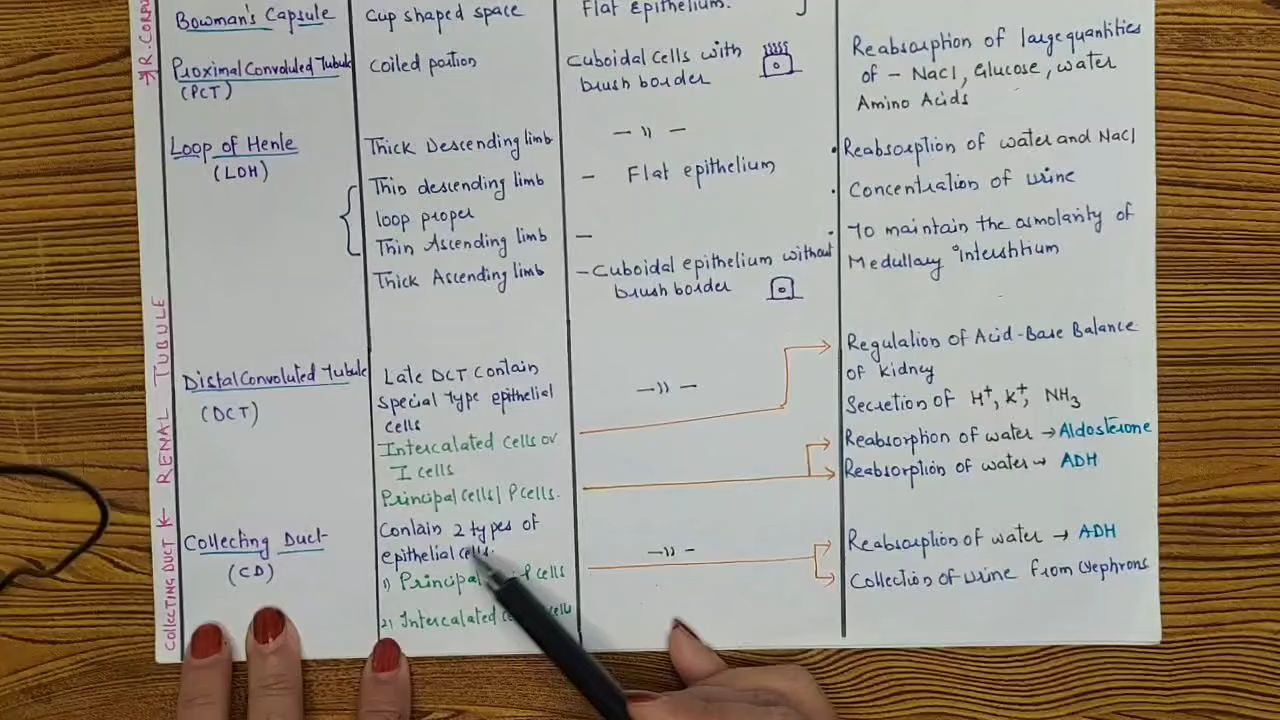 R. CORPU
Bowman's Capsule
Cup shaped space
Flat Epithelium.
Proximal Convoluted Tubule
(PCT)
Coiled portion
Cuboidal Cells with
brush border
Reabsorption of large quantities
of - NaCl, Glucose, water
Amino Acids
Loop of Henle
(LOH)
Thick Descending limb
Thin descending limb
loop proper
Thin Ascending limb
Thick Ascending limb
— 〃 —
- Flat epithelium
-
- Cuboidal epithelium without
brush border
• Reabsorption of water and NaCl
• Concentration of urine
• To maintain the osmolarity of
Medullary Interstitium
RENAL TUBULE
Distal Convoluted Tubule
(DCT)
Late DCT contain
special type epithelial
cells
Intercalated cells or
I cells
Principal cells / P cells.
— 〃 —
Regulation of Acid-Base Balance
of kidney
Secretion of H+, K+, NH3
Reabsorption of water → Aldosterone
Reabsorption of water → ADH
COLLECTING DUCT
Collecting Duct
(CD)
Contain 2 types of
epithelial cells.
1) Principal cells
2) Intercalated
— 〃 —
Reabsorption of water → ADH
Collection of urine from Nephrons